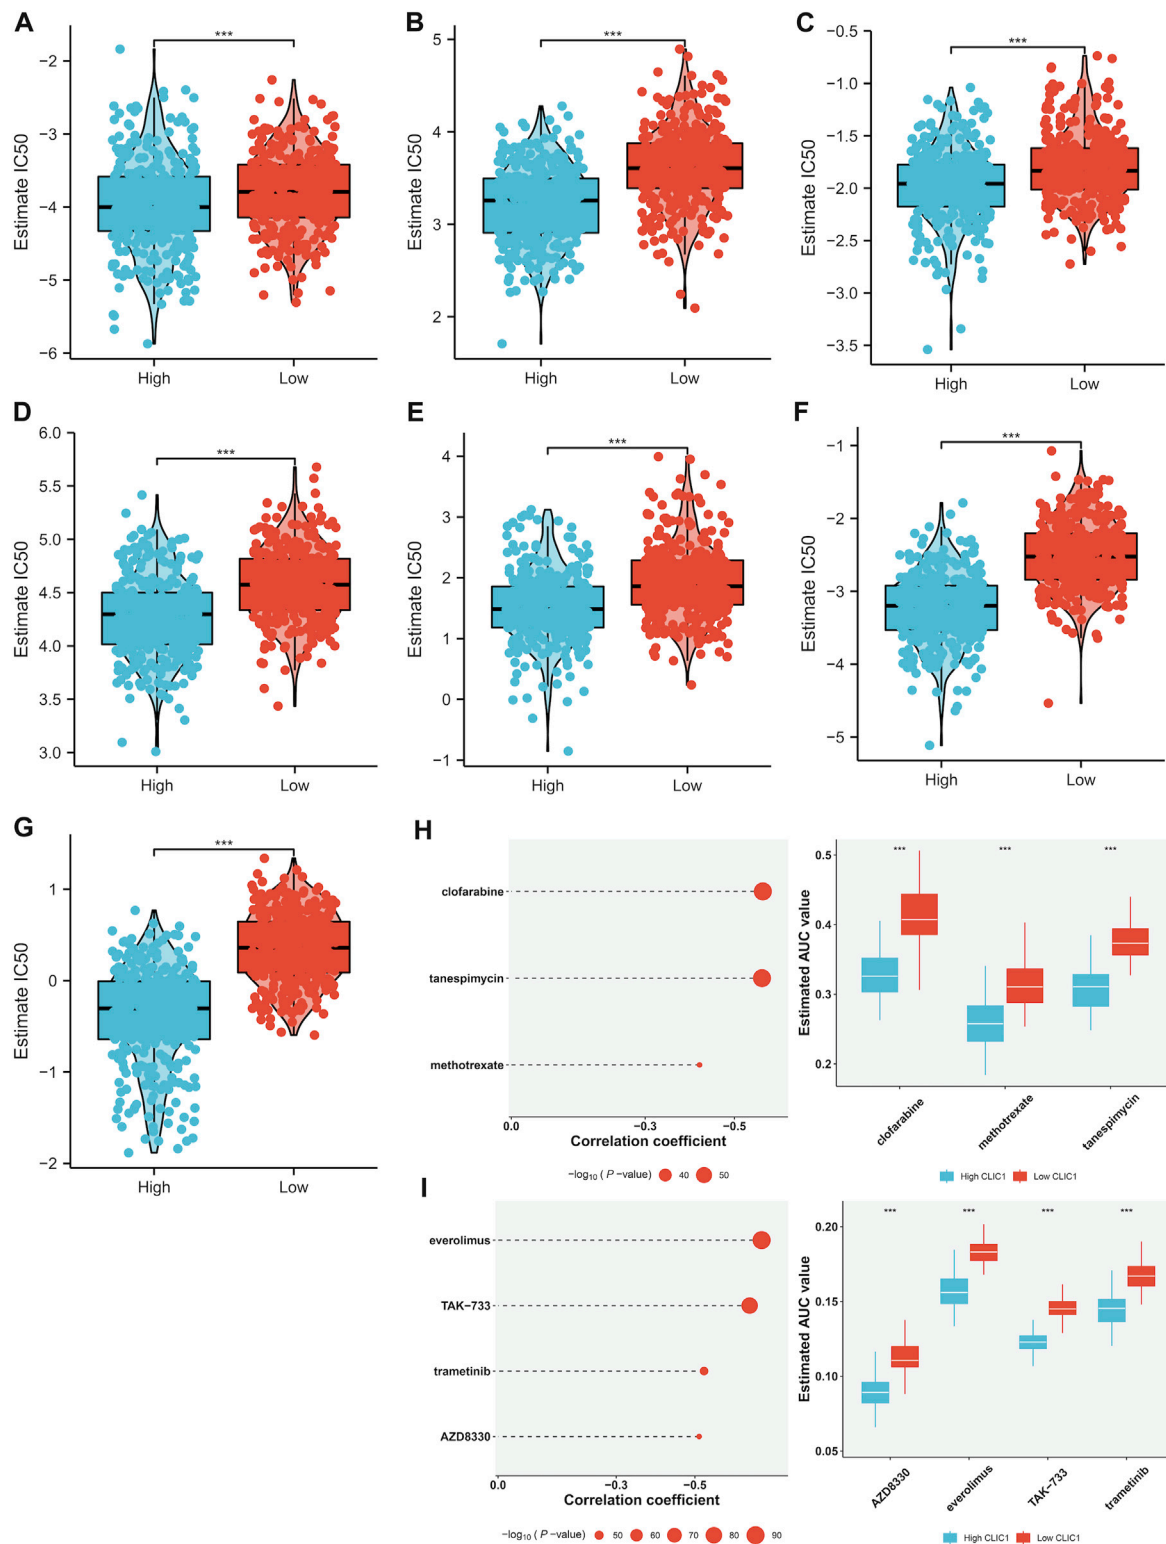 A
***
Estimate IC50
−2
−3
−4
−5
−6
High
Low
B
***
Estimate IC50
5
4
3
2
High
Low
C
***
Estimate IC50
−0.5
−1.0
−1.5
−2.0
−2.5
−3.0
−3.5
High
Low
D
***
Estimate IC50
6.0
5.5
5.0
4.5
4.0
3.5
3.0
High
Low
E
***
Estimate IC50
4
3
2
1
0
−1
High
Low
F
***
Estimate IC50
−1
−2
−3
−4
−5
High
Low
G
***
Estimate IC50
1
0
−1
−2
High
Low
H
clofarabine
tanespimycin
methotrexate
0.0
−0.3
−0.5
Correlation coefficient
−log10 ( P −value) 40 50
Estimated AUC value
0.5
0.4
0.3
0.2
*** *** ***
clofarabine
methotrexate
tanespimycin
High CLIC1 Low CLIC1
I
everolimus
TAK−733
trametinib
AZD8330
0.0
−0.3
−0.5
Correlation coefficient
−log10 ( P −value) 50 60 70 80 90
Estimated AUC value
0.20
0.15
0.10
0.05
*** *** *** ***
AZD8330
everolimus
TAK−733
trametinib
High CLIC1 Low CLIC1